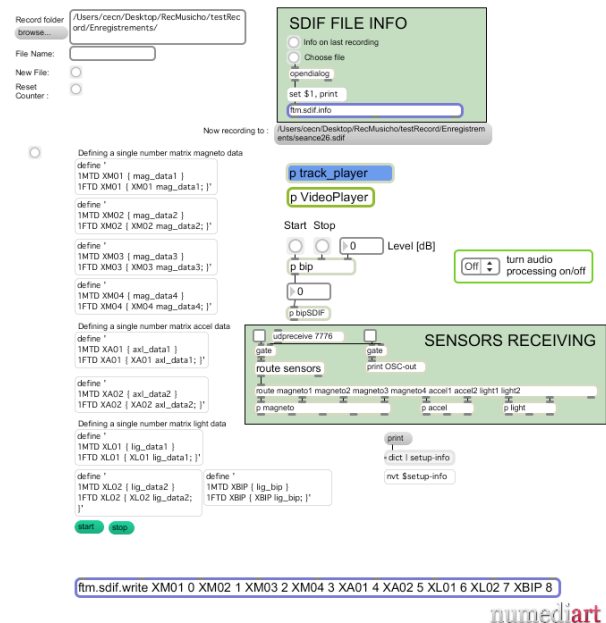 Record folder
browse...
/Users/cecn/Desktop/RecMusicho/testRec
ord/Enregistrements/
File Name:
New File:
Reset
Counter :
SDIF FILE INFO
Info on last recording
Choose file
opendialog
set $1, print
ftm.sdif.info
Now recording to :
/Users/cecn/Desktop/RecMusicho/testRecord/Enregistrem
ents/seance26.sdif
Defining a single number matrix magneto data
define '
1MTD XM01 { mag_data1 }
1FTD XM01 { XM01 mag_data1; }'
define '
1MTD XM02 { mag_data2 }
1FTD XM02 { XM02 mag_data2; }'
define '
1MTD XM03 { mag_data3 }
1FTD XM03 { XM03 mag_data3; }'
define '
1MTD XM04 { mag_data4 }
1FTD XM04 { XM04 mag_data4; }'
Defining a single number matrix accel data
define '
1MTD XA01 { axl_data1 }
1FTD XA01 { XA01 axl_data1; }'
define '
1MTD XA02 { axl_data2 }
1FTD XA02 { XA02 axl_data2; }'
Defining a single number matrix light data
define '
1MTD XL01 { lig_data1 }
1FTD XL01 { XL01 lig_data1; }'
define '
1MTD XL02 { lig_data2 }
1FTD XL02 { XL02 lig_data2;
}'
define '
1MTD XBIP { lig_bip }
1FTD XBIP { XBIP lig_bip; }'
start stop
p track_player
p VideoPlayer
Start Stop
0 Level [dB]
p bip
0
p bipSDIF
Off
turn audio
processing on/off
SENSORS RECEIVING
udpreceive 7776
gate gate
route sensors print OSC-out
route magneto1 magneto2 magneto3 magneto4 accel1 accel2 light1 light2
p magneto p accel p light
print
dict l setup-info
nvt $setup-info
ftm.sdif.write XM01 0 XM02 1 XM03 2 XM04 3 XA01 4 XA02 5 XL01 6 XL02 7 XBIP 8
numediart